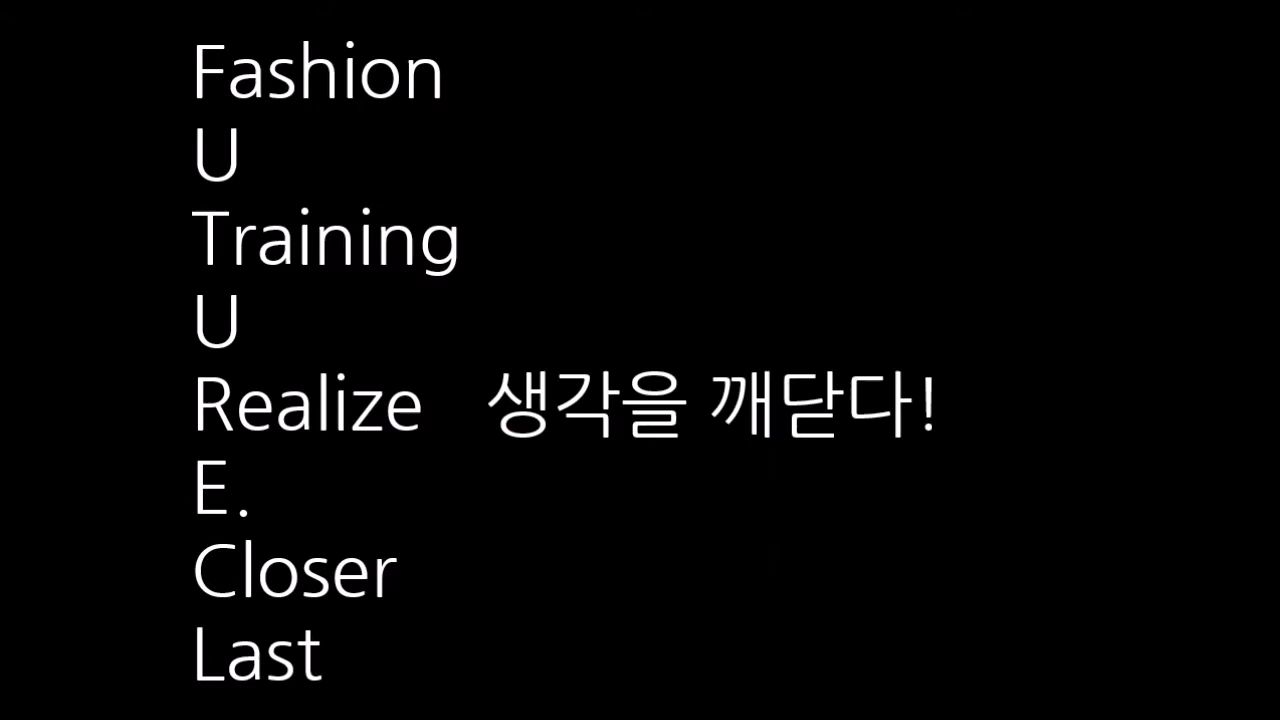 Fashion
U
Training
U
Realize 생각을 깨닫다!
E.
Closer
Last